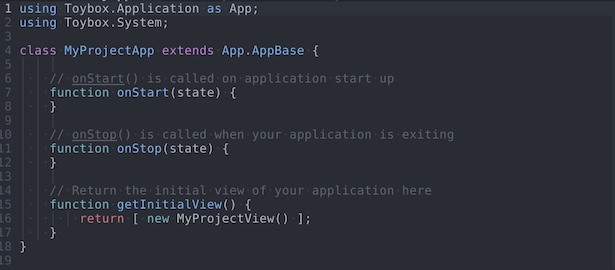 1 using Toybox.Application as App;
2 using Toybox.System;
3
4 class MyProjectApp extends App.AppBase {
5
6     // onStart() is called on application start up
7     function onStart(state) {
8     }
9
10     // onStop() is called when your application is exiting
11     function onStop(state) {
12     }
13
14     // Return the initial view of your application here
15     function getInitialView() {
16         return [ new MyProjectView() ];
17     }
18 }
19